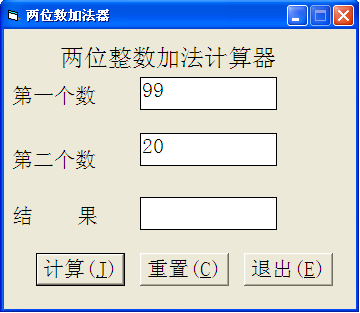 两位数加法器
两位整数加法计算器
第一个数 99
第二个数 20
结 果
计算(J) 重置(C) 退出(E)